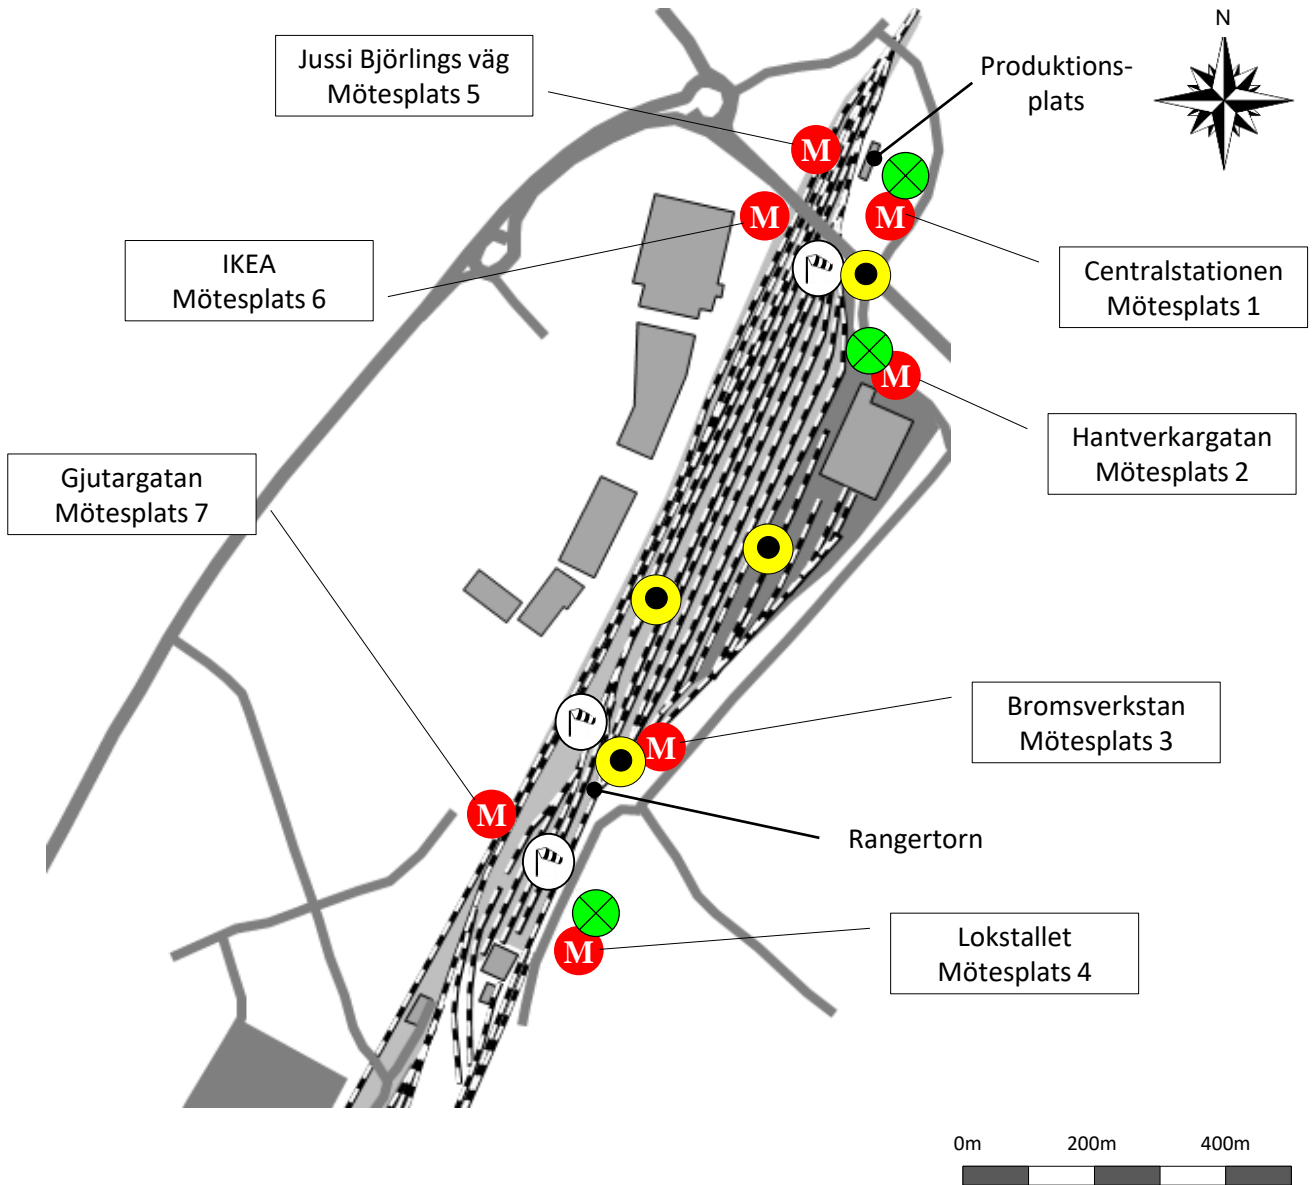 N
Jussi Björlings väg
Mötesplats 5
Produktions-
plats
M
M
M
IKEA
Mötesplats 6
Centralstationen
Mötesplats 1
M
Hantverkargatan
Mötesplats 2
Gjutargatan
Mötesplats 7
Bromsverkstan
Mötesplats 3
M
M
Rangertorn
Lokstallet
Mötesplats 4
M
0m 200m 400m